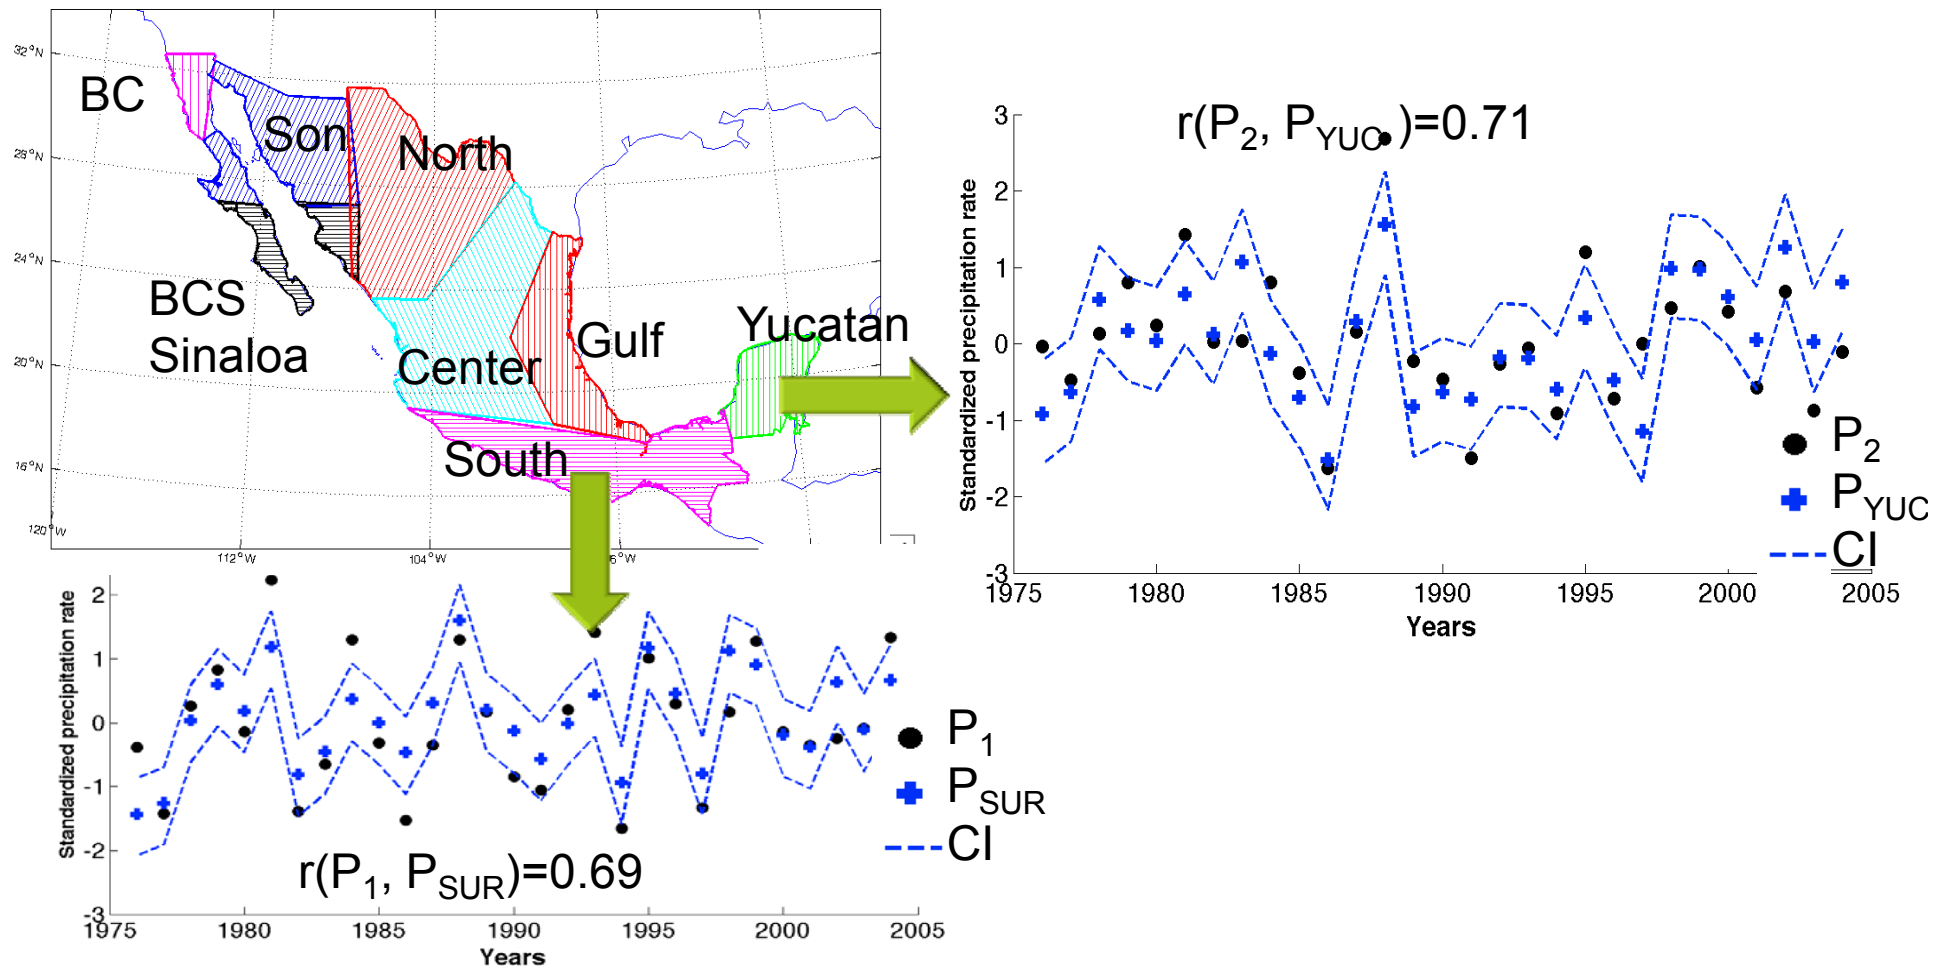 32°N
28°N
24°N
20°N
16°N
120°W
112°W
104°W
96°W
BC
Son
North
BCS
Sinaloa
Center
Gulf
Yucatan
South
r(P2, PYUC )=0.71
Standardized precipitation rate
3
2
1
0
-1
-2
-3
1975 1980 1985 1990 1995 2000 2005
Years
P2
PYUC
CI
Standardized precipitation rate
2
1
0
-1
-2
-3
1975 1980 1985 1990 1995 2000 2005
Years
r(P1, PSUR)=0.69
P1
PSUR
CI